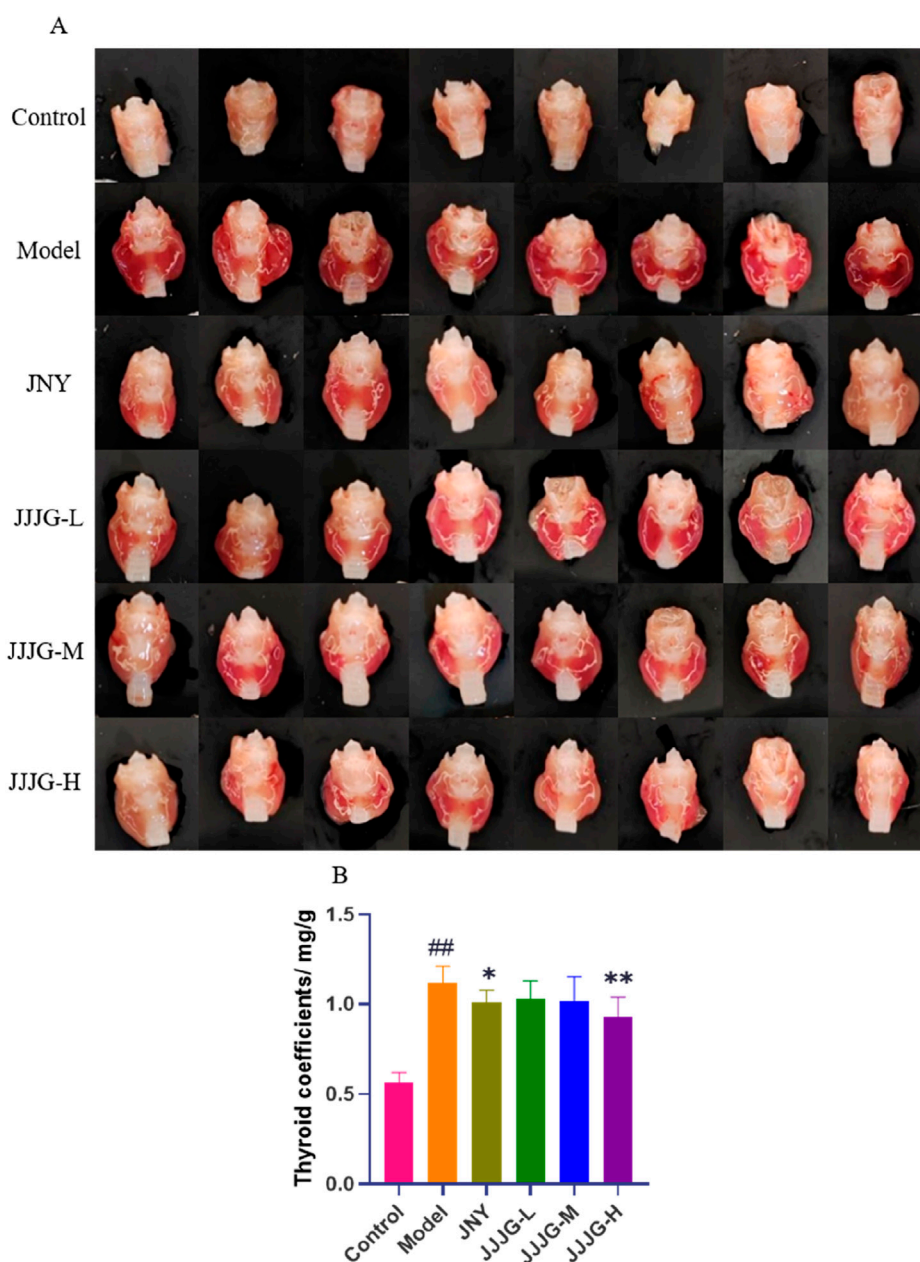 A
Control
Model
JNY
JJJG-L
JJJG-M
JJJG-H
B
Thyroid coefficients/ mg/g
1.5
1.0
0.5
0.0
##
*
**
Control
Model
JNY
JJJG-L
JJJG-M
JJJG-H